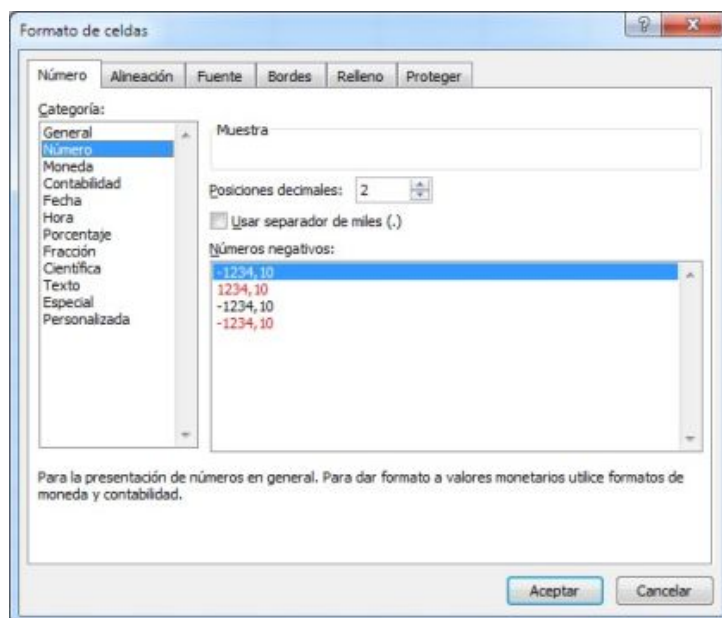 Formato de celdas
Número Alineación Fuente Bordes Relleno Proteger
Categoría:
General
Número
Moneda
Contabilidad
Fecha
Hora
Porcentaje
Fracción
Científica
Texto
Especial
Personalizada
Muestra
Posiciones decimales: 2
Usar separador de miles (.)
Números negativos:
-1234,10
1234,10
-1234,10
-1234,10
Para la presentación de números en general. Para dar formato a valores monetarios utilice formatos de
moneda y contabilidad.
Aceptar Cancelar